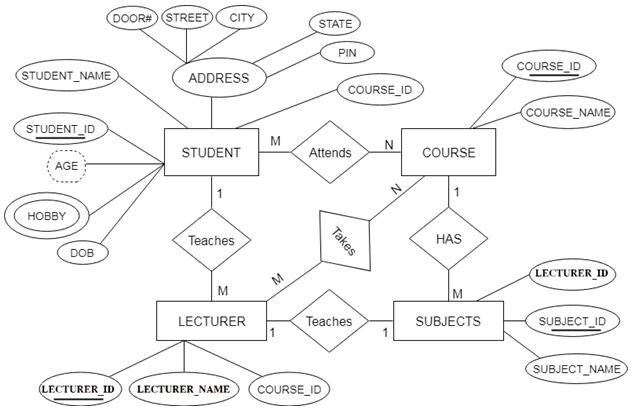 DOOR#
STREET
CITY
STATE
PIN
ADDRESS
STUDENT_NAME
COURSE_ID
COURSE_ID
COURSE_NAME
STUDENT_ID
AGE
HOBBY
DOB
STUDENT
M
Attends
N
COURSE
1
1
N
Teaches
Takes
HAS
M
M
M
LECTURER
1
Teaches
1
SUBJECTS
LECTURER_ID
SUBJECT_ID
SUBJECT_NAME
LECTURER_ID
LECTURER_NAME
COURSE_ID